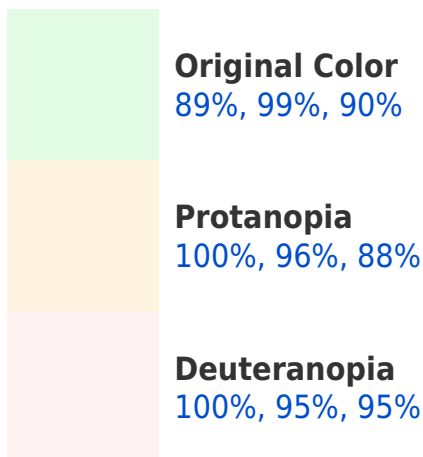 Original Color
89%, 99%, 90%
Protanopia
100%, 96%, 88%
Deuteranopia
100%, 95%, 95%